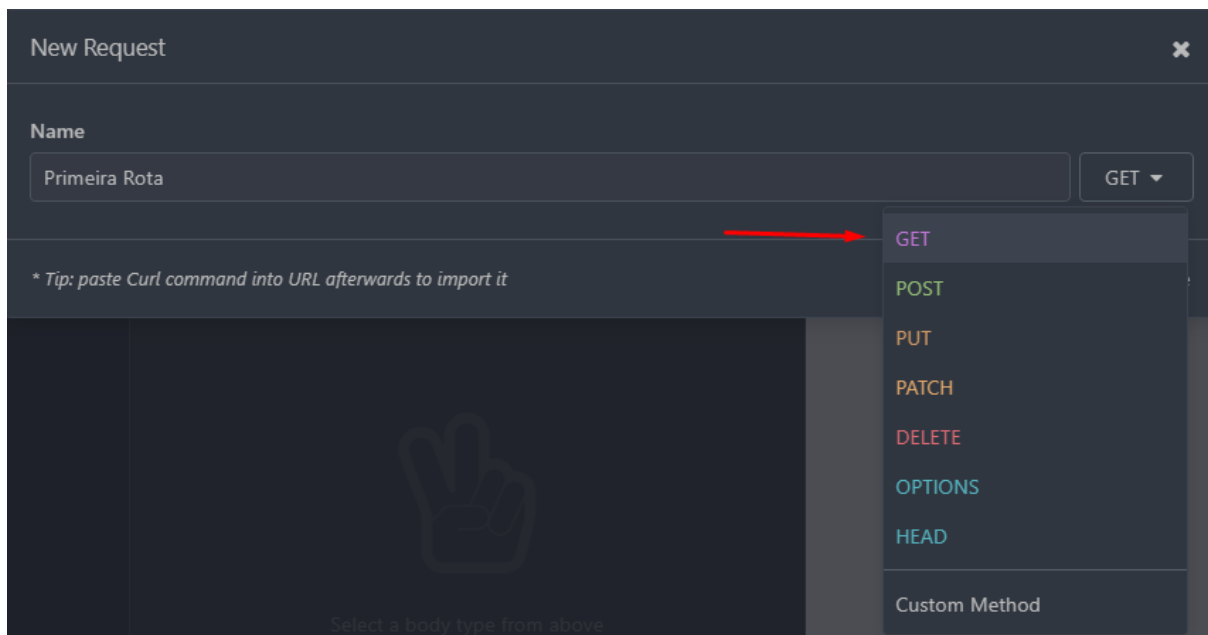 New Request
Name
Primeira Rota
GET
GET
* Tip: paste Curl command into URL afterwards to import it
POST
PUT
PATCH
DELETE
OPTIONS
HEAD
Custom Method
Select a body type from above